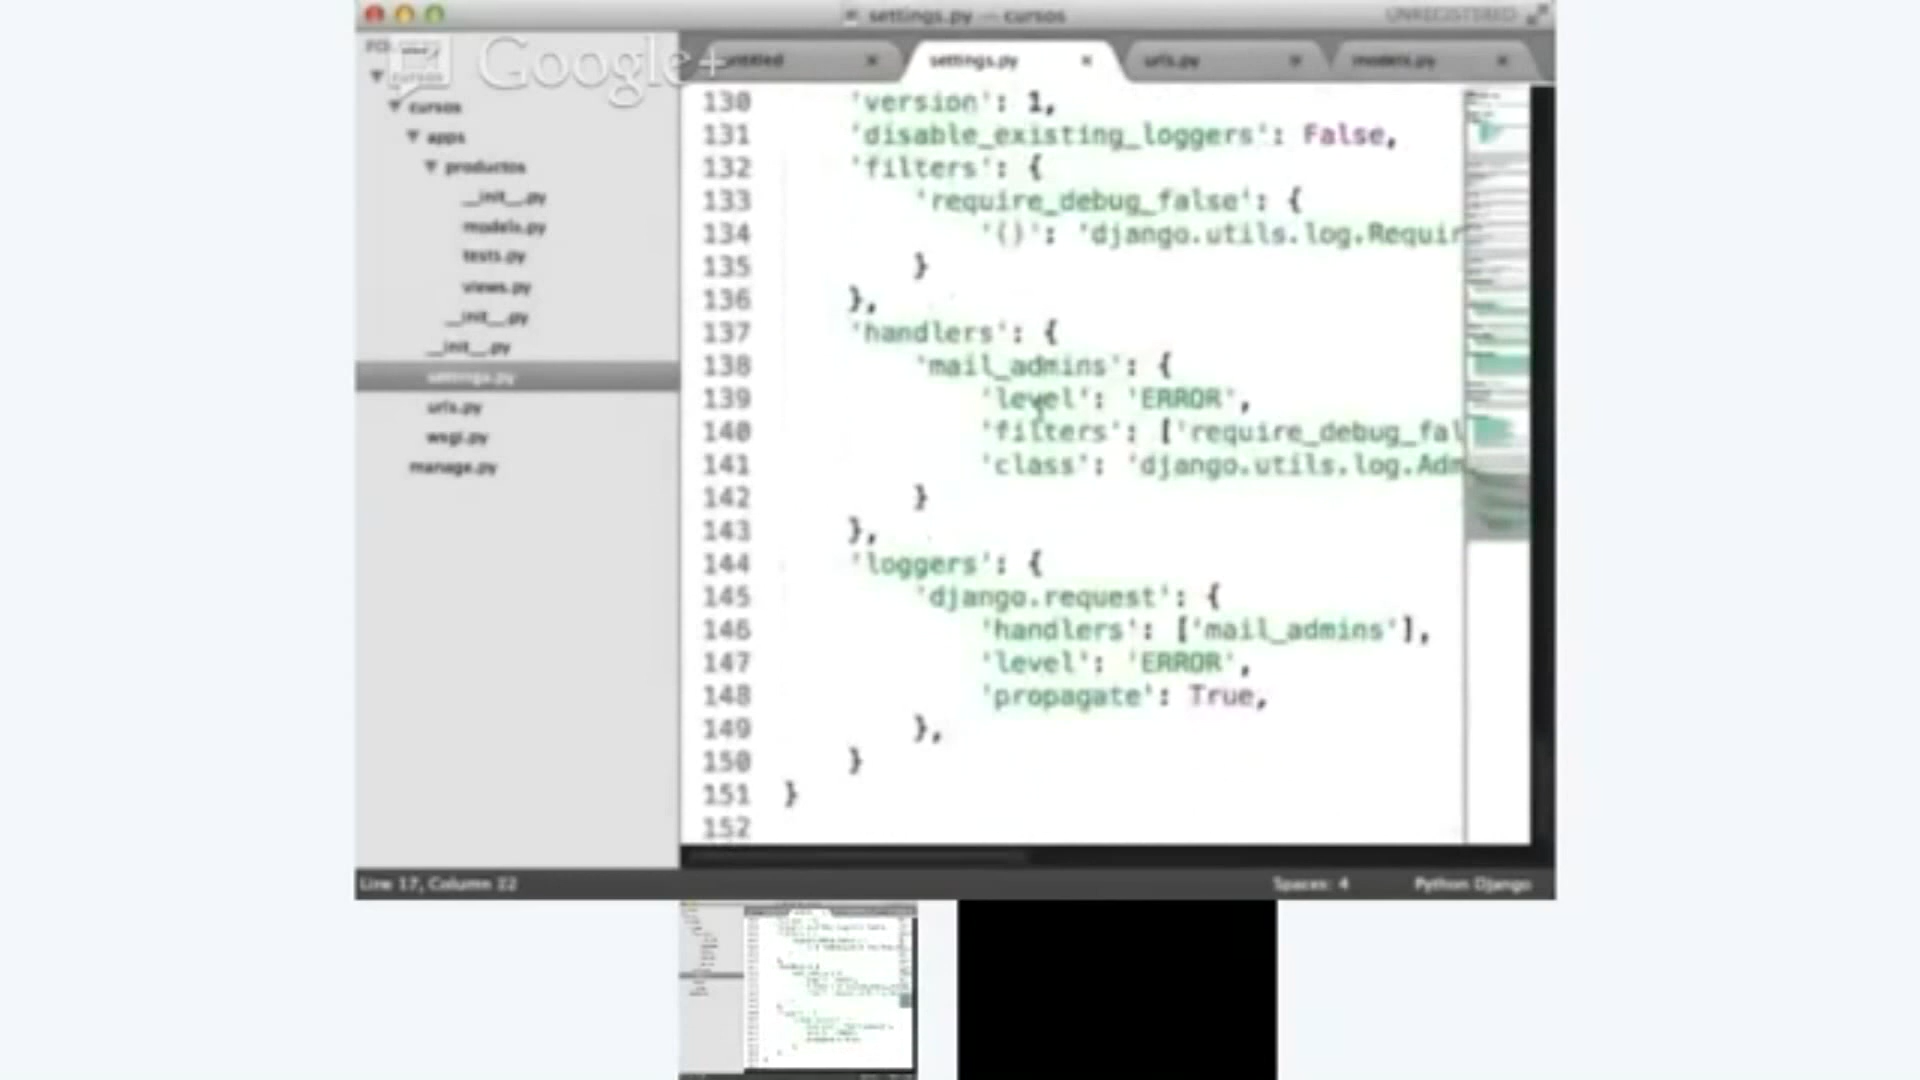 settings.py — cursos
UNREGISTERED
Google+
untitled
settings.py
urls.py
models.py
cursos
cursos
apps
productos
__init__.py
models.py
tests.py
views.py
__init__.py
__init__.py
settings.py
urls.py
wsgi.py
manage.py
130 'version': 1,
131 'disable_existing_loggers': False,
132 'filters': {
133 'require_debug_false': {
134 '()': 'django.utils.log.Requir
135 }
136 },
137 'handlers': {
138 'mail_admins': {
139 'level': 'ERROR',
140 'filters': ['require_debug_fal
141 'class': 'django.utils.log.Adm
142 }
143 },
144 'loggers': {
145 'django.request': {
146 'handlers': ['mail_admins'],
147 'level': 'ERROR',
148 'propagate': True,
149 },
150 }
151 }
152
Line 17, Column 22
Spaces: 4
Python Django